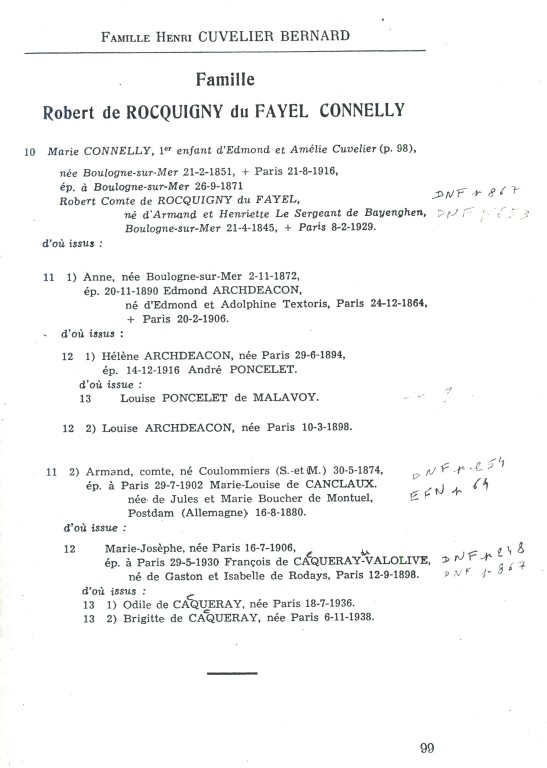 FAMILLE HENRI CUVELIER BERNARD
Famille
Robert de ROCQUIGNY du FAYEL CONNELLY
10 Marie CONNELLY, 1er enfant d'Edmond et Amélie Cuvelier (p. 98),
née Boulogne-sur-Mer 21-2-1851, + Paris 21-8-1916,
ép. à Boulogne-sur-Mer 26-9-1871
Robert Comte de ROCQUIGNY du FAYEL, DNF p 867
né d'Armand et Henriette Le Sergeant de Bayenghen, DNF p 653
Boulogne-sur-Mer 21-4-1845, + Paris 8-2-1929.
d'où issus :
11 1) Anne, née Boulogne-sur-Mer 2-11-1872,
ép. 20-11-1890 Edmond ARCHDEACON,
né d'Edmond et Adolphine Textoris, Paris 24-12-1864,
+ Paris 20-2-1906.
d'où issus :
12 1) Hélène ARCHDEACON, née Paris 29-6-1894,
ép. 14-12-1916 André PONCELET.
d'où issue :
13 Louise PONCELET de MALAVOY. -- ?
12 2) Louise ARCHDEACON, née Paris 10-3-1898.
11 2) Armand, comte, né Coulommiers (S.-et-M.) 30-5-1874, DNF p. 254
ép. à Paris 29-7-1902 Marie-Louise de CANCLAUX. EFN p 64
née de Jules et Marie Boucher de Montuel,
Postdam (Allemagne) 16-8-1880.
d'où issue :
12 Marie-Josèphe, née Paris 16-7-1906,
ép. à Paris 29-5-1930 François de CAQUERAY-VALOLIVE, DNF p 248
né de Gaston et Isabelle de Rodays, Paris 12-9-1898. DNF p 867
d'où issus :
13 1) Odile de CAQUERAY, née Paris 18-7-1936.
13 2) Brigitte de CAQUERAY, née Paris 6-11-1938.
99